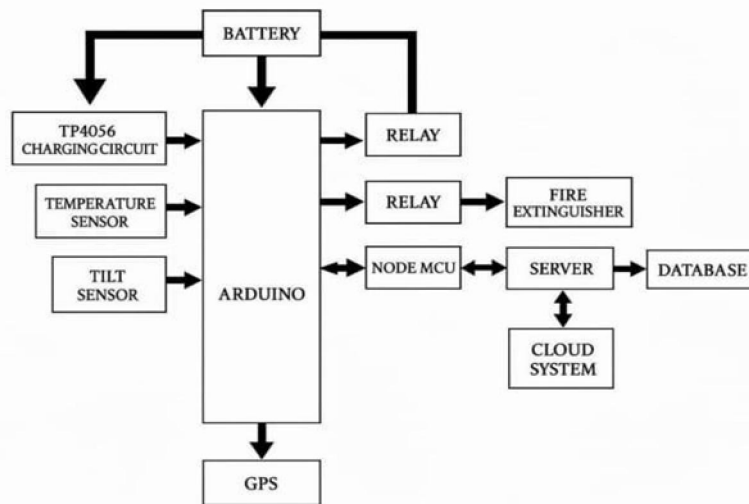 BATTERY
TP4056
CHARGING CIRCUIT
RELAY
TEMPERATURE
SENSOR
RELAY
FIRE
EXTINGUISHER
TILT
SENSOR
ARDUINO
NODE MCU
SERVER
DATABASE
CLOUD
SYSTEM
GPS